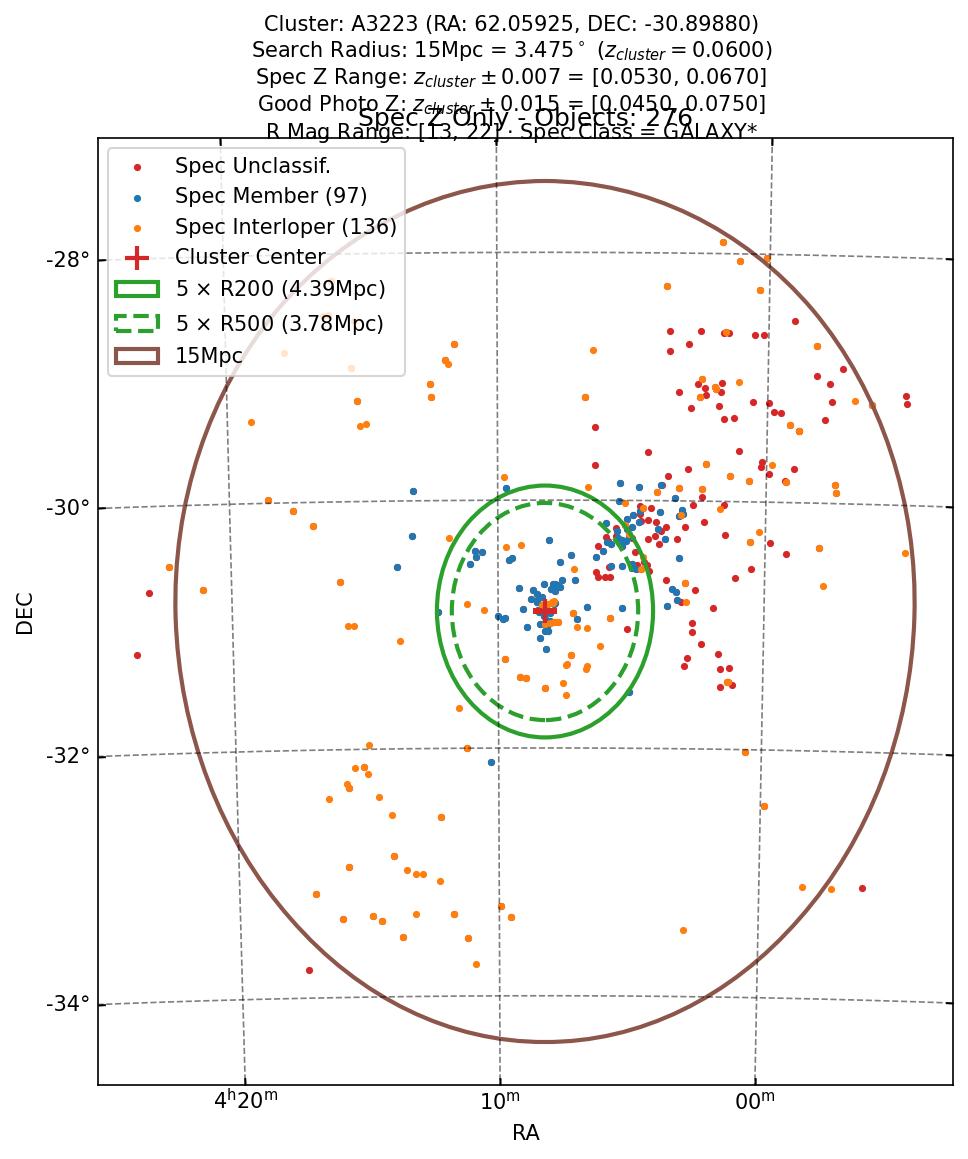 Cluster: A3223 (RA: 62.05925, DEC: -30.89880)
Search Radius: 15Mpc = 3.475° (z_cluster = 0.0600)
Spec Z Range: z_cluster ± 0.007 = [0.0530, 0.0670]
Good Photo Z: z_cluster ± 0.015 = [0.0450, 0.0750]
Spec Z Only - Objects: 276
R Mag Range: [13, 22] · Spec Class = GALAXY*
Spec Unclassif.
Spec Member (97)
Spec Interloper (136)
Cluster Center
5 × R200 (4.39Mpc)
5 × R500 (3.78Mpc)
15Mpc
-28°
-30°
-32°
-34°
DEC
4ʰ20ᵐ
10ᵐ
00ᵐ
RA